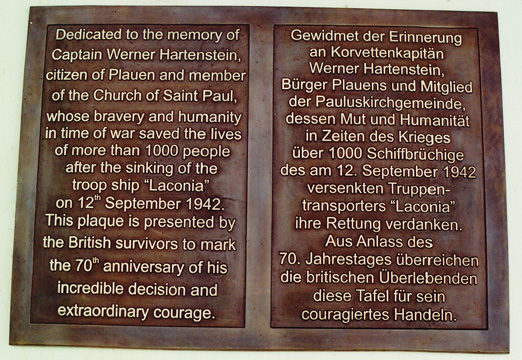 Dedicated to the memory of
Captain Werner Hartenstein,
citizen of Plauen and member
of the Church of Saint Paul,
whose bravery and humanity
in time of war saved the lives
of more than 1000 people
after the sinking of the
troop ship “Laconia”
on 12th September 1942.
This plaque is presented by
the British survivors to mark
the 70th anniversary of his
incredible decision and
extraordinary courage.
Gewidmet der Erinnerung
an Korvettenkapitän
Werner Hartenstein,
Bürger Plauens und Mitglied
der Pauluskirchgemeinde,
dessen Mut und Humanität
in Zeiten des Krieges
über 1000 Schiffbrüchige
des am 12. September 1942
versenkten Truppen-
transporters “Laconia”
ihre Rettung verdanken.
Aus Anlass des
70. Jahrestages überreichen
die britischen Überlebenden
diese Tafel für sein
couragiertes Handeln.